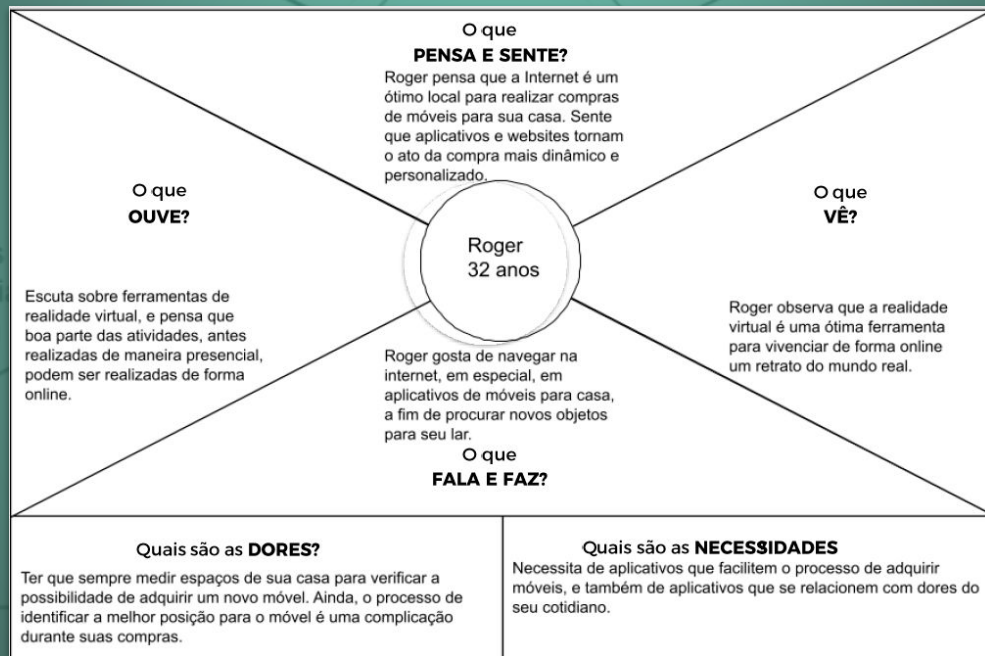 O que
PENSA E SENTE?
Roger pensa que a Internet é um
ótimo local para realizar compras
de móveis para sua casa. Sente
que aplicativos e websites tornam
o ato da compra mais dinâmico e
personalizado.
O que
OUVE?
Escuta sobre ferramentas de
realidade virtual, e pensa que
boa parte das atividades, antes
realizadas de maneira presencial,
podem ser realizadas de forma
online.
Roger
32 anos
O que
VÊ?
Roger observa que a realidade
virtual é uma ótima ferramenta
para vivenciar de forma online
um retrato do mundo real.
Roger gosta de navegar na
internet, em especial, em
aplicativos de móveis para casa,
a fim de procurar novos objetos
para seu lar.
O que
FALA E FAZ?
Quais são as DORES?
Ter que sempre medir espaços de sua casa para verificar a
possibilidade de adquirir um novo móvel. Ainda, o processo de
identificar a melhor posição para o móvel é uma complicação
durante suas compras.
Quais são as NECESSIDADES
Necessita de aplicativos que facilitem o processo de adquirir
móveis, e também de aplicativos que se relacionem com dores do
seu cotidiano.